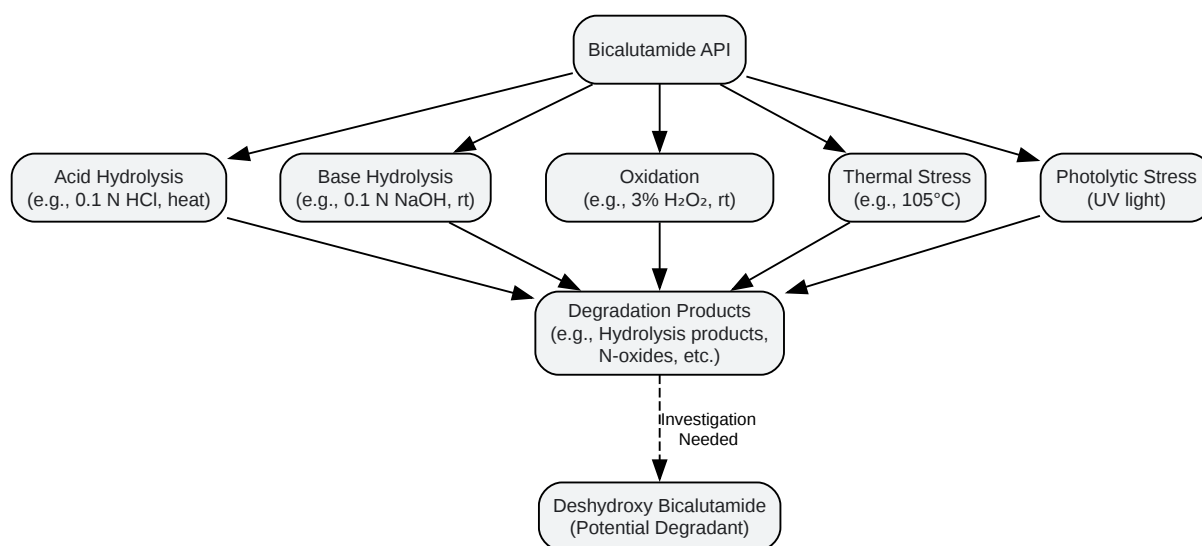 Bicalutamide API
Acid Hydrolysis
(e.g., 0.1 N HCl, heat)
Base Hydrolysis
(e.g., 0.1 N NaOH, rt)
Oxidation
(e.g., 3% H₂O₂, rt)
Thermal Stress
(e.g., 105°C)
Photolytic Stress
(UV light)
Degradation Products
(e.g., Hydrolysis products,
N-oxides, etc.)
Investigation
Needed
Deshydroxy Bicalutamide
(Potential Degradant)